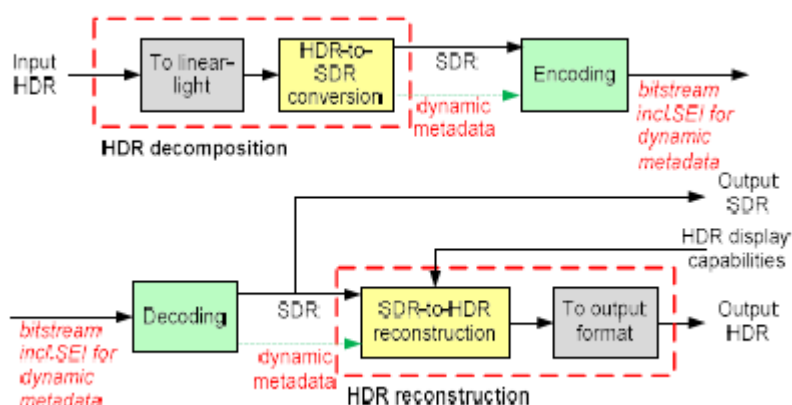 Input
HDR
To linear-
light
HDR-to-
SDR
conversion
SDR
dynamic
metadata
Encoding
bitstream
incl.SEI for
dynamic
metadata
HDR decomposition
Output
SDR
HDR display
capabilities
Decoding
SDR
dynamic
metadata
SDR-to-HDR
reconstruction
To output
format
Output
HDR
bitstream
incl.SEI for
dynamic
metadata
HDR reconstruction